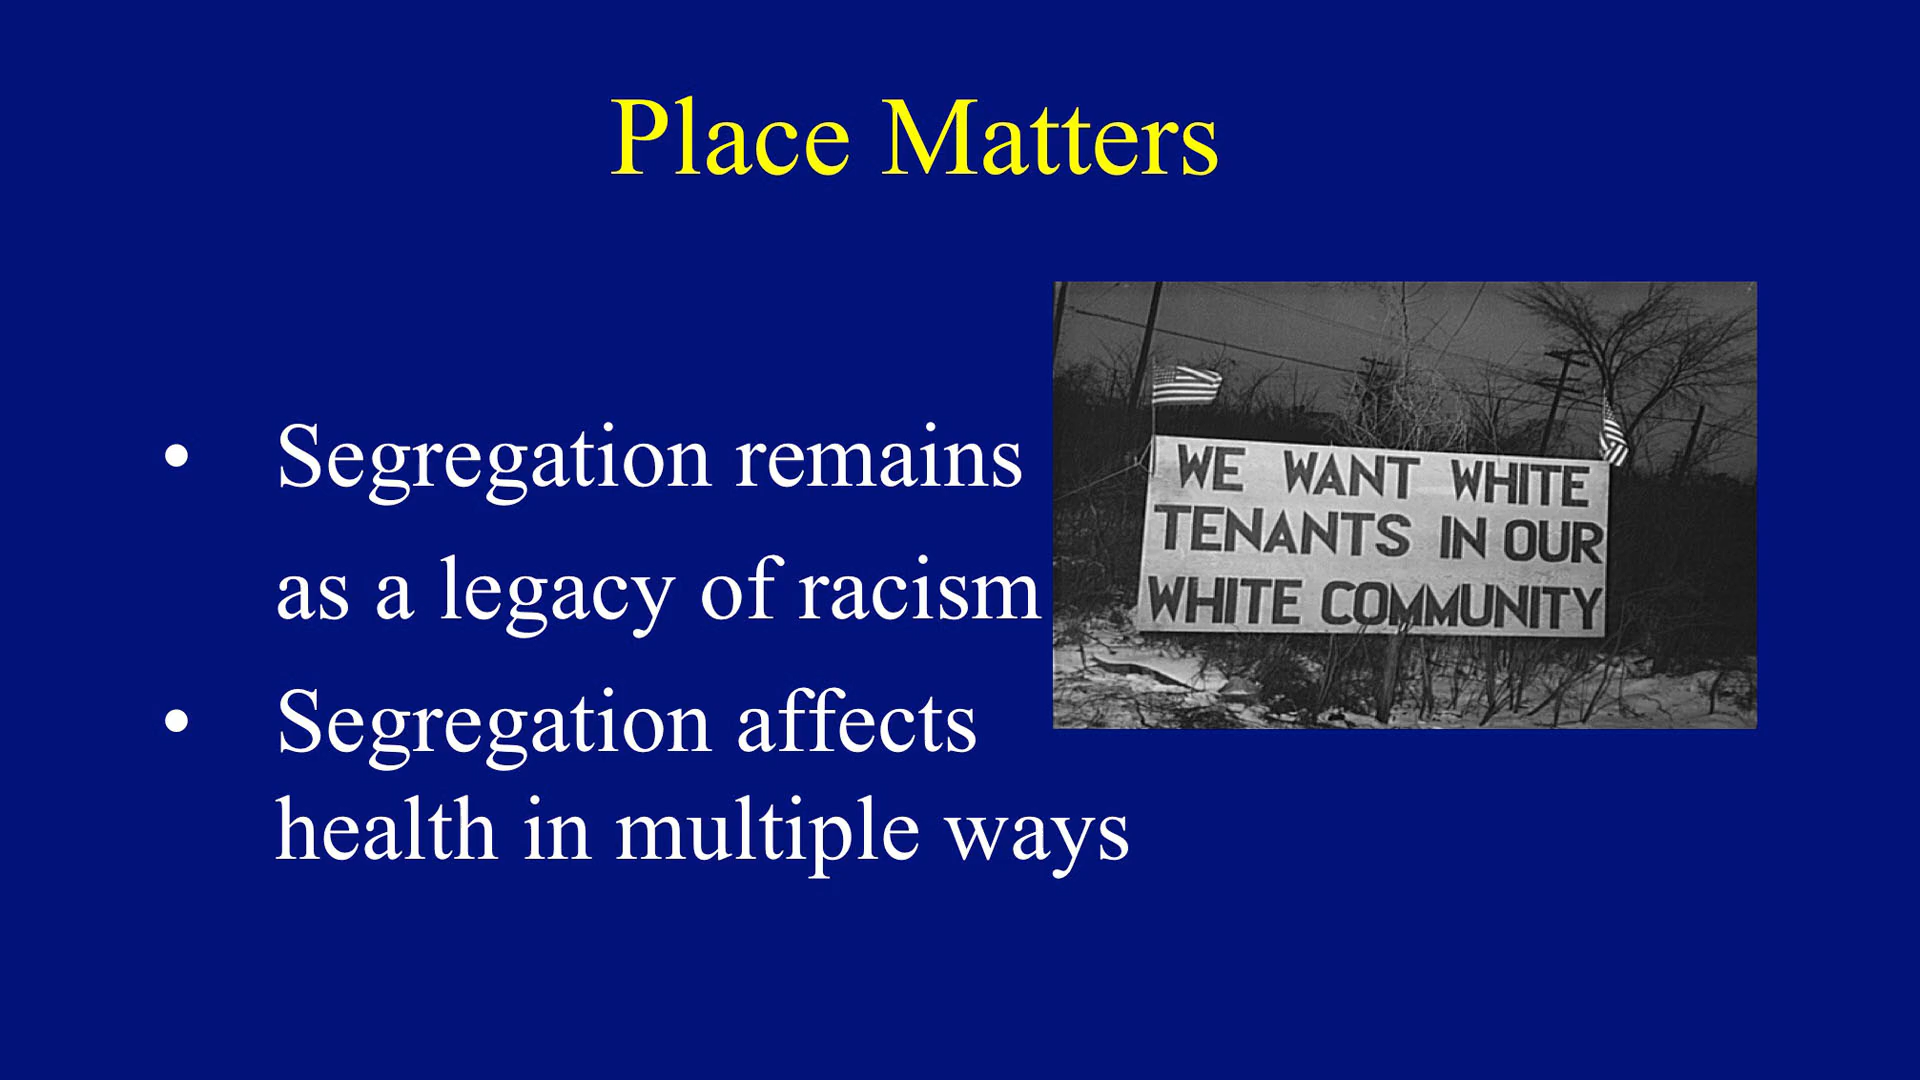 Place Matters
• Segregation remains
as a legacy of racism
• Segregation affects
health in multiple ways
WE WANT WHITE
TENANTS IN OUR
WHITE COMMUNITY